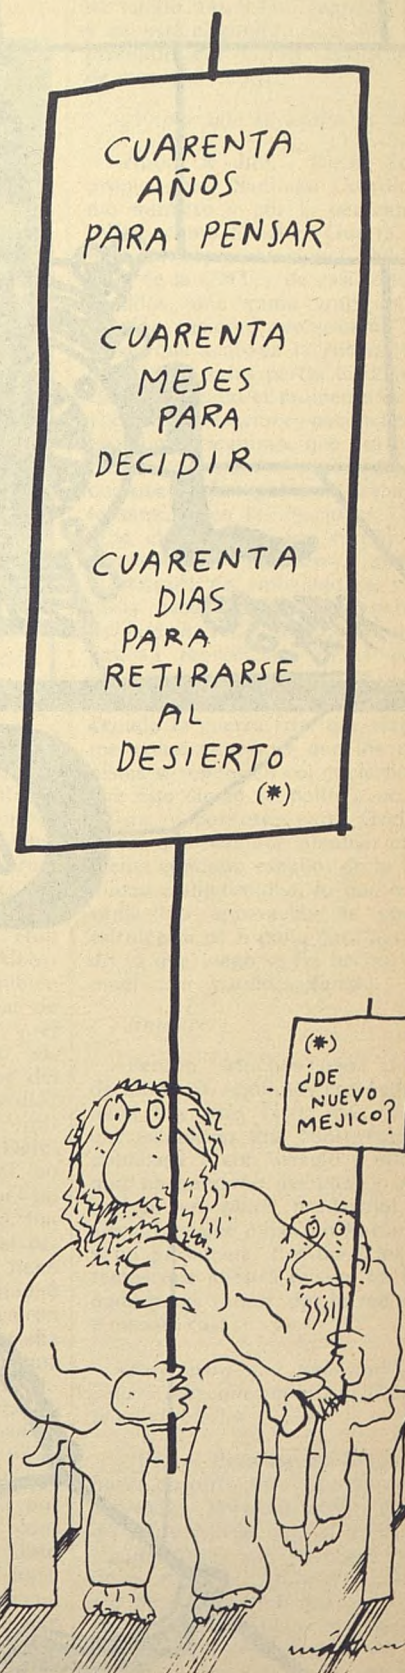 CUARENTA
AÑOS
PARA PENSAR
CUARENTA
MESES
PARA
DECIDIR
CUARENTA
DIAS
PARA
RETIRARSE
AL
DESIERTO
(*)
(*)
¿DE
NUEVO
MEJICO?